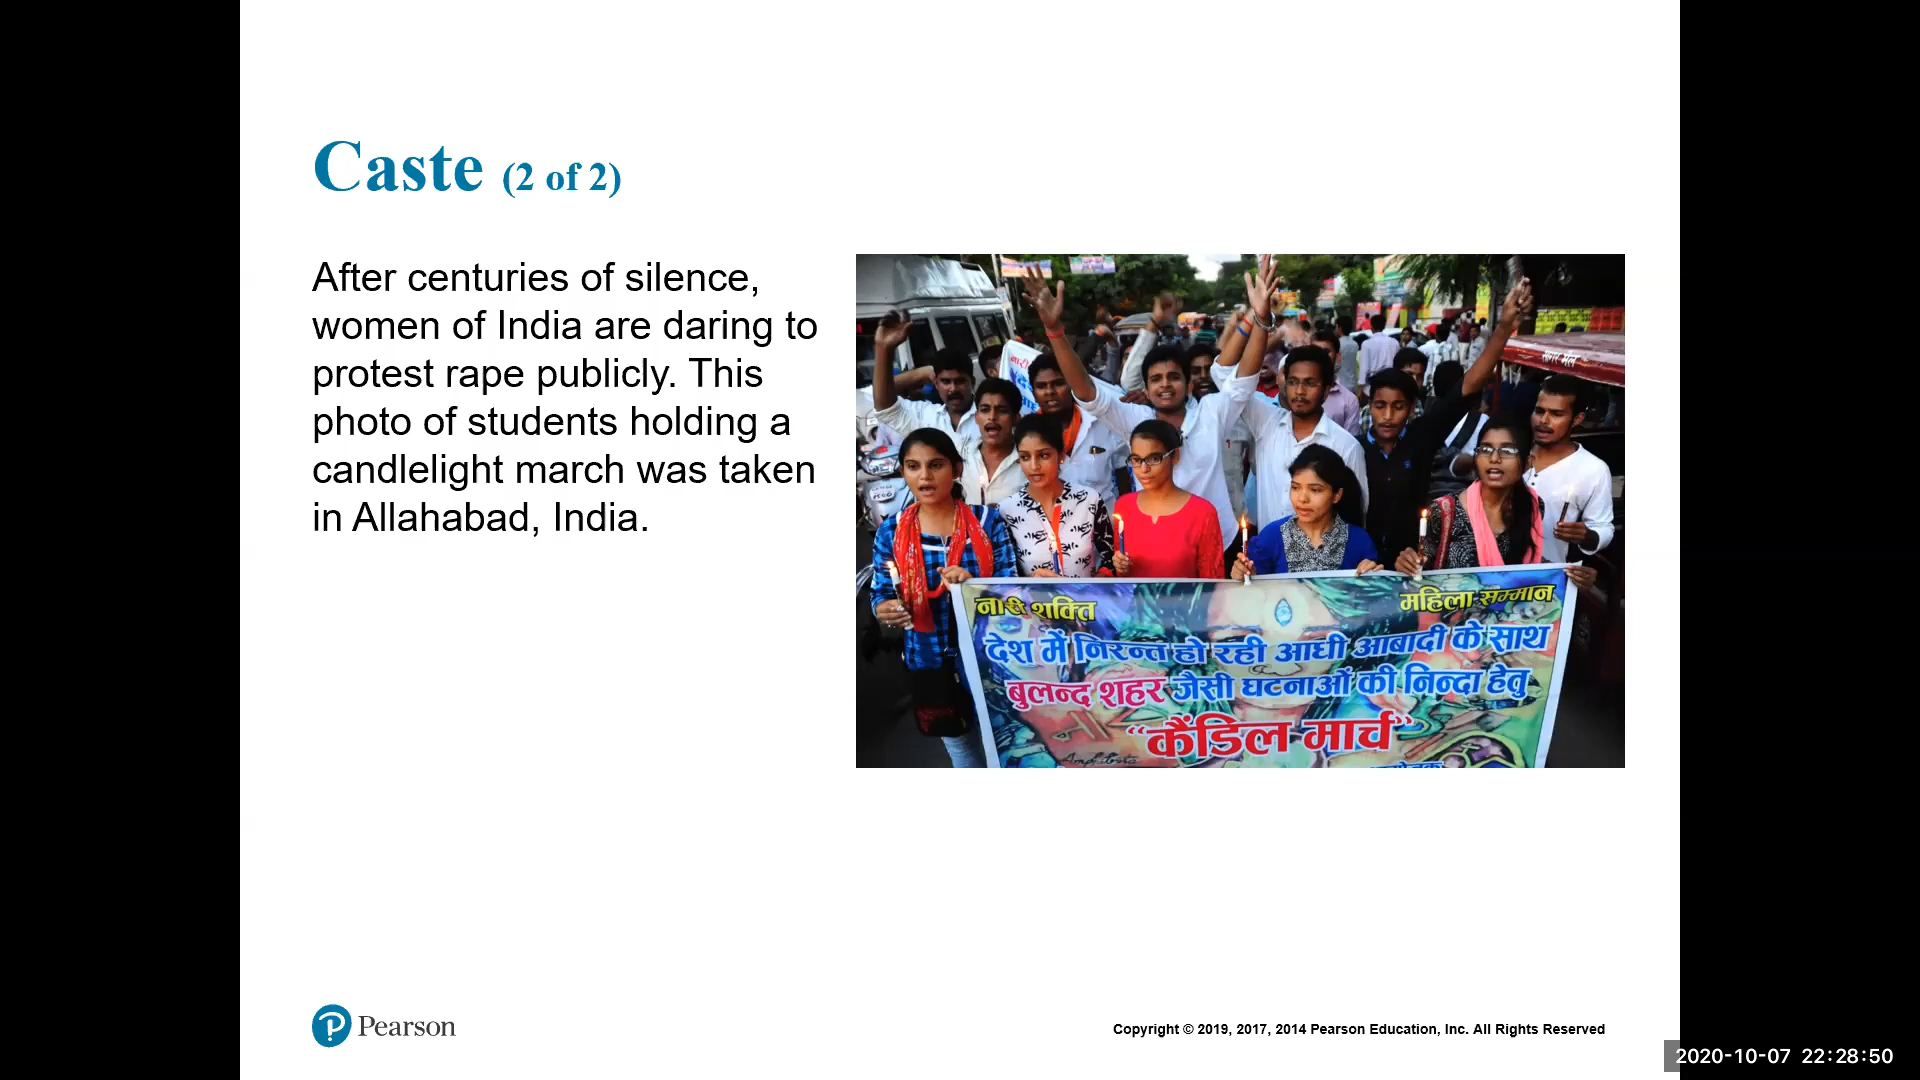 Caste (2 of 2)
After centuries of silence,
women of India are daring to
protest rape publicly. This
photo of students holding a
candlelight march was taken
in Allahabad, India.
नारी शक्ति
महिला सम्मान
देश में निरन्त हो रही आधी आबादी के साथ
बुलन्द शहर जैसी घटनाओं की निन्दा हेतु
“कैंडिल मार्च”
Pearson
Copyright © 2019, 2017, 2014 Pearson Education, Inc. All Rights Reserved
2020-10-07 22:28:50